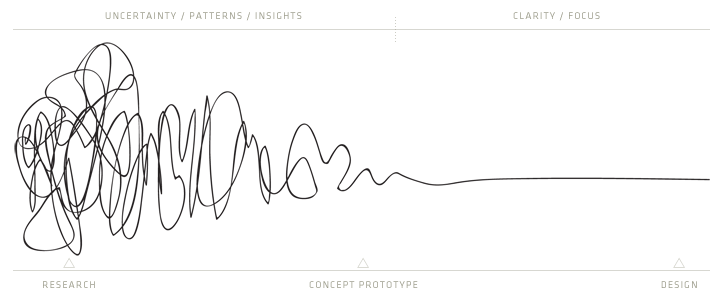 UNCERTAINTY / PATTERNS / INSIGHTS
CLARITY / FOCUS
RESEARCH
CONCEPT PROTOTYPE
DESIGN